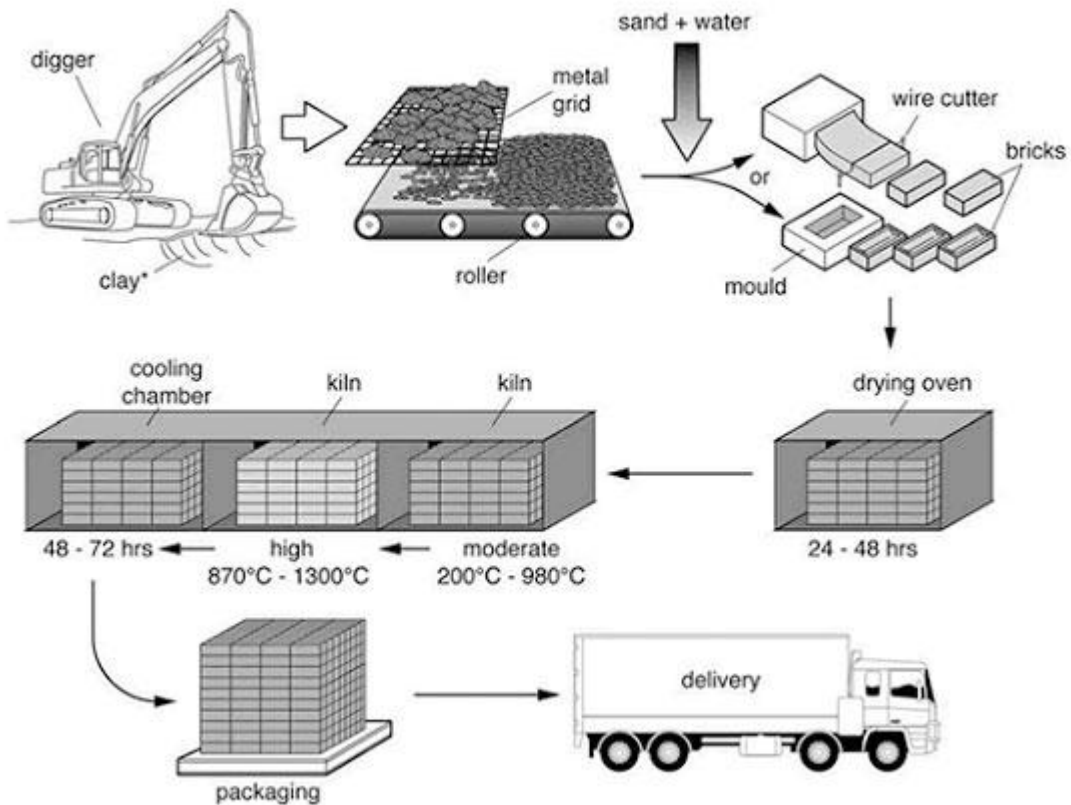 digger
clay*
metal
grid
roller
sand + water
or
wire cutter
bricks
mould
drying oven
24 - 48 hrs
kiln
moderate
200°C - 980°C
kiln
high
870°C - 1300°C
cooling
chamber
48 - 72 hrs
packaging
delivery